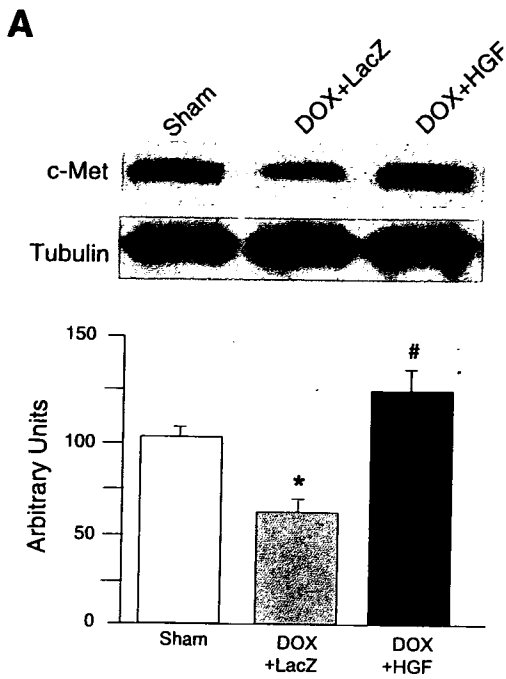 A
Sham
DOX+LacZ
DOX+HGF
c-Met
Tubulin
150
100
50
0
Arbitrary Units
*
#
Sham
DOX
+LacZ
DOX
+HGF